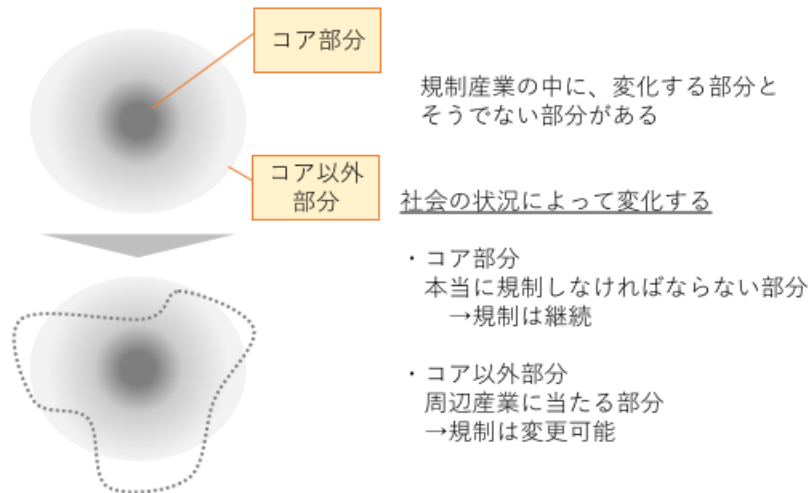 コア部分
規制産業の中に、変化する部分と
そうでない部分がある
コア以外
部分
社会の状況によって変化する
・コア部分
本当に規制しなければならない部分
→規制は継続
・コア以外部分
周辺産業に当たる部分
→規制は変更可能